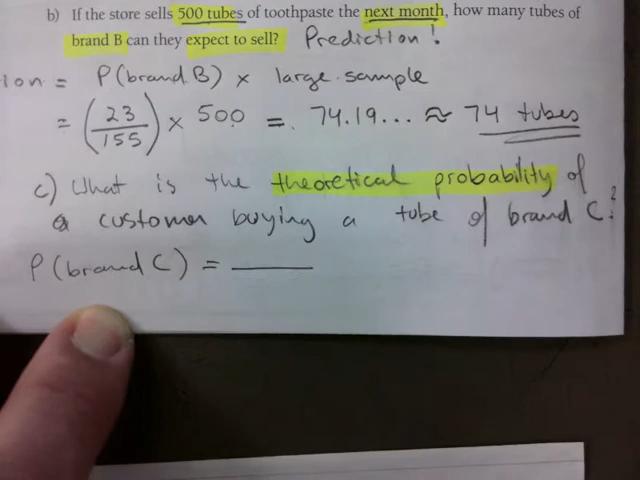 b) If the store sells 500 tubes of toothpaste the next month, how many tubes of
brand B can they expect to sell? Prediction!
ion = P(brand B) × large sample
= (23/155) × 500 = 74.19... ≈ 74 tubes
c) What is the theoretical probability of
a customer buying a tube of brand C?
P(brand C) = ____